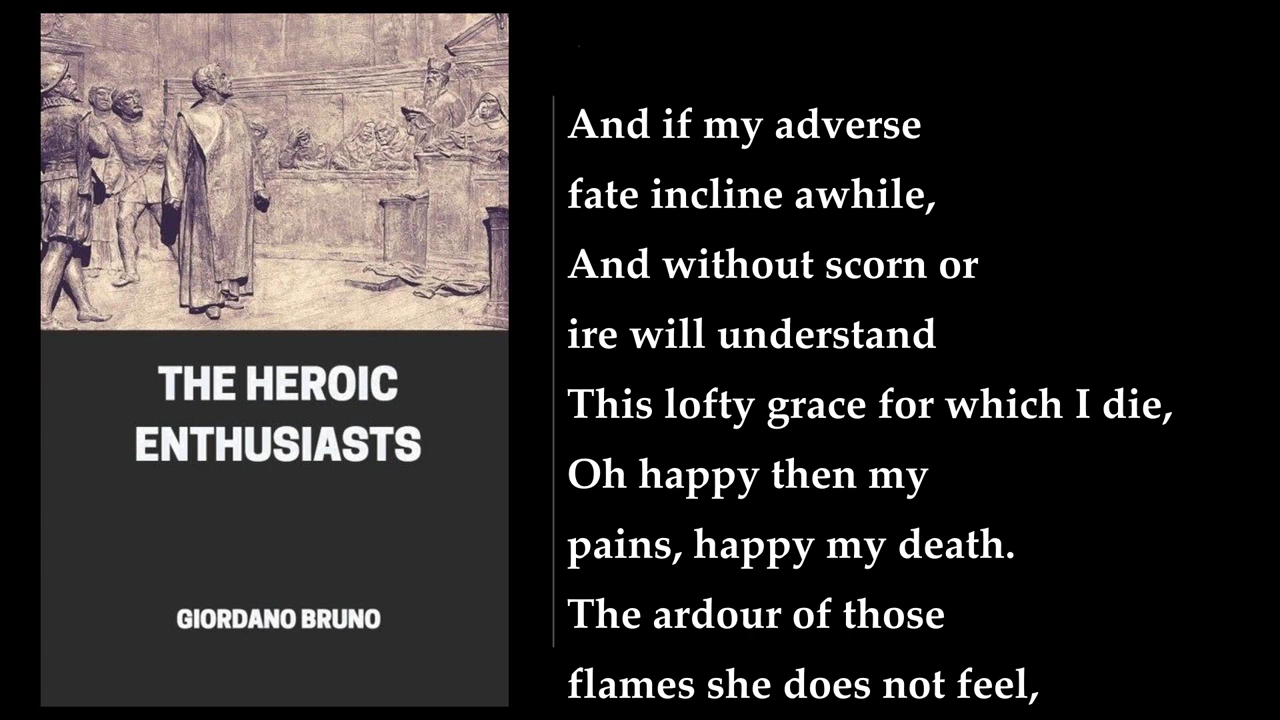 THE HEROIC
ENTHUSIASTS
GIORDANO BRUNO
And if my adverse
fate incline awhile,
And without scorn or
ire will understand
This lofty grace for which I die,
Oh happy then my
pains, happy my death.
The ardour of those
flames she does not feel,